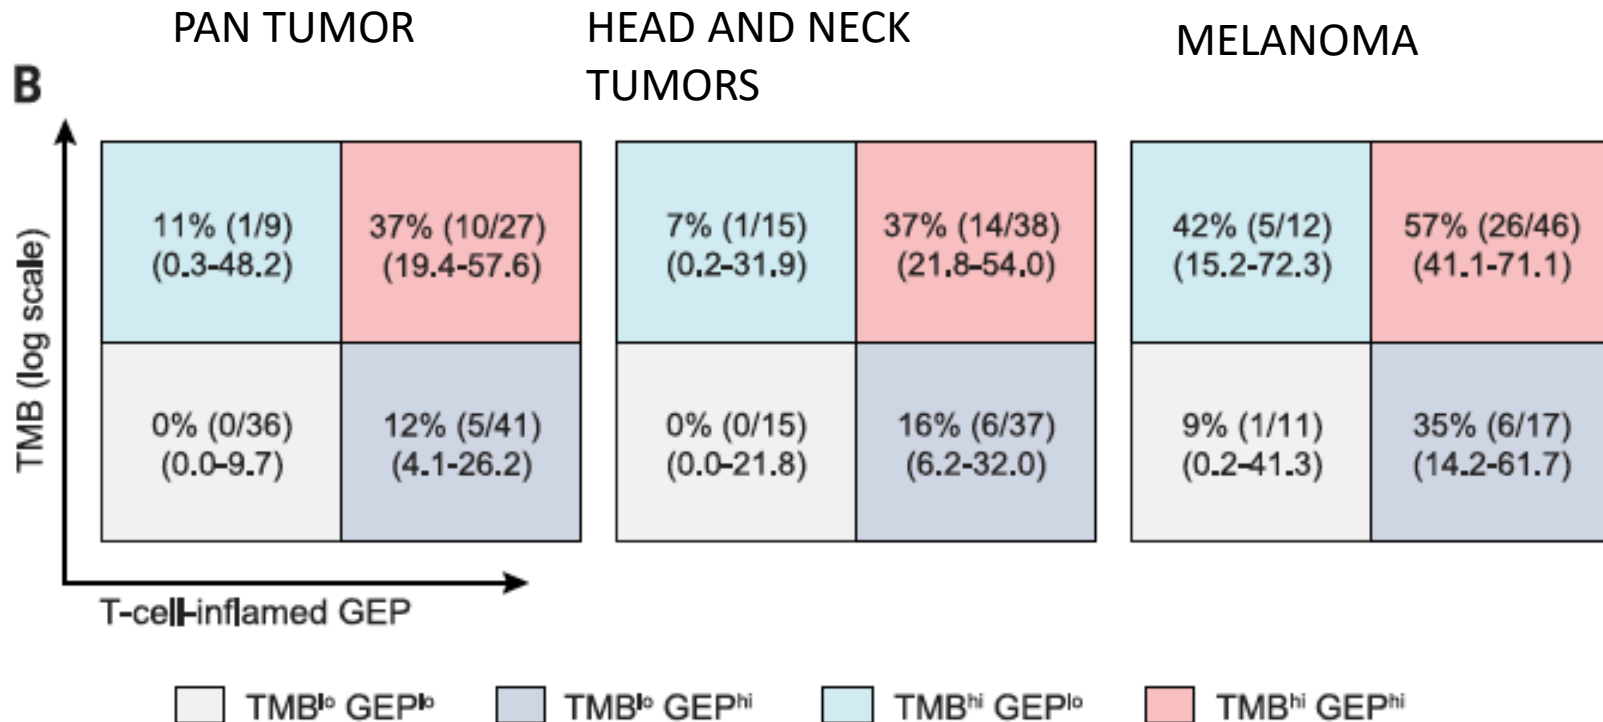 PAN TUMOR
HEAD AND NECK
TUMORS
MELANOMA
B
TMB (log scale)
11% (1/9)
(0.3-48.2)
37% (10/27)
(19.4-57.6)
0% (0/36)
(0.0-9.7)
12% (5/41)
(4.1-26.2)
7% (1/15)
(0.2-31.9)
37% (14/38)
(21.8-54.0)
0% (0/15)
(0.0-21.8)
16% (6/37)
(6.2-32.0)
42% (5/12)
(15.2-72.3)
57% (26/46)
(41.1-71.1)
9% (1/11)
(0.2-41.3)
35% (6/17)
(14.2-61.7)
T-cell-inflamed GEP
TMBˡᵒ GEPˡᵒ
TMBˡᵒ GEPʰⁱ
TMBʰⁱ GEPˡᵒ
TMBʰⁱ GEPʰⁱ